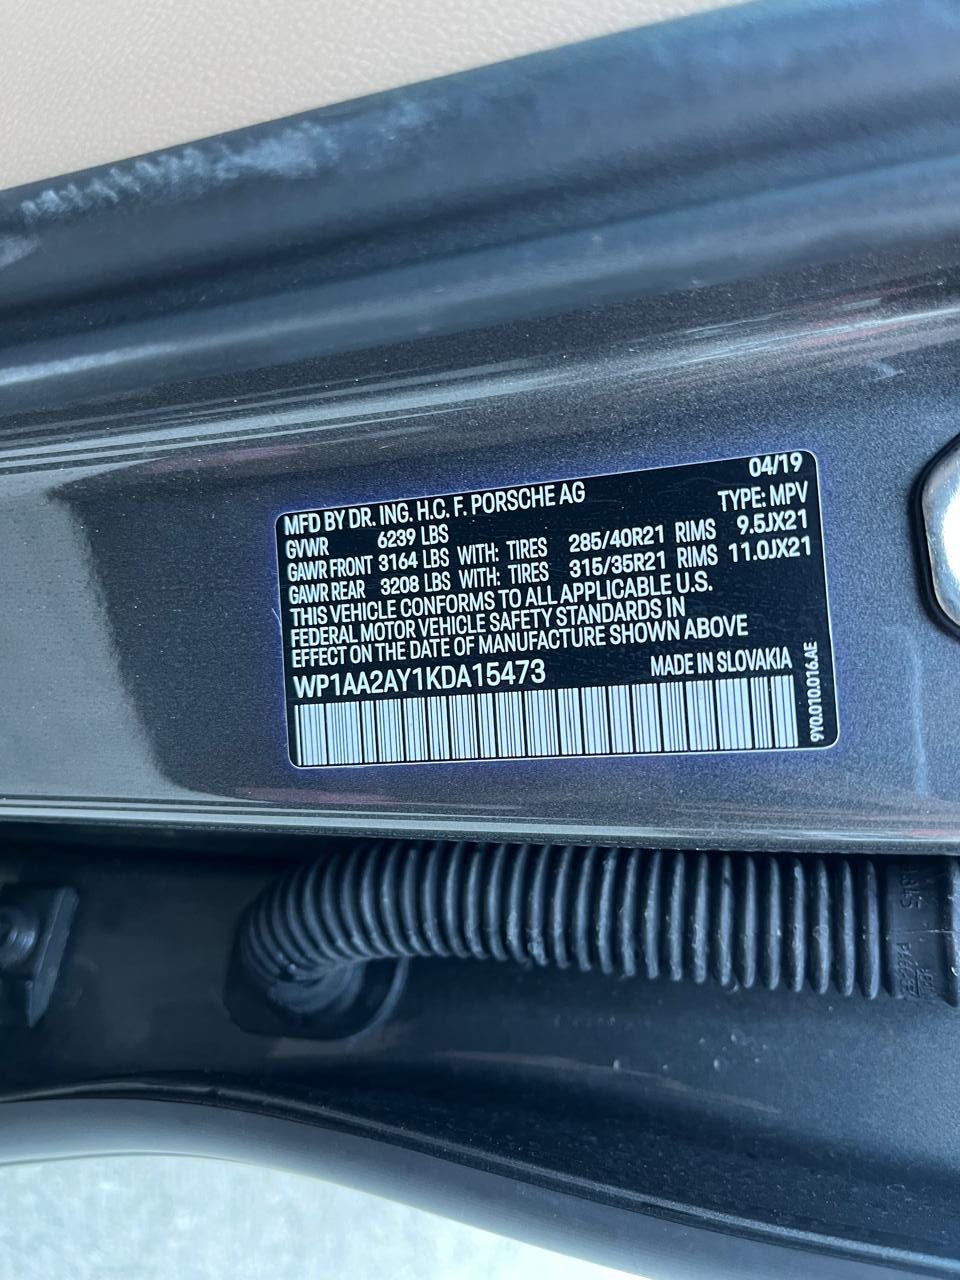 04/19
MFD BY DR. ING. H.C. F. PORSCHE AG TYPE: MPV
GVWR 6239 LBS
GAWR FRONT 3164 LBS WITH: TIRES 285/40R21 RIMS 9.5JX21
GAWR REAR 3208 LBS WITH: TIRES 315/35R21 RIMS 11.0JX21
THIS VEHICLE CONFORMS TO ALL APPLICABLE U.S.
FEDERAL MOTOR VEHICLE SAFETY STANDARDS IN
EFFECT ON THE DATE OF MANUFACTURE SHOWN ABOVE
WP1AA2AY1KDA15473 MADE IN SLOVAKIA
9Y0.010.016.AE